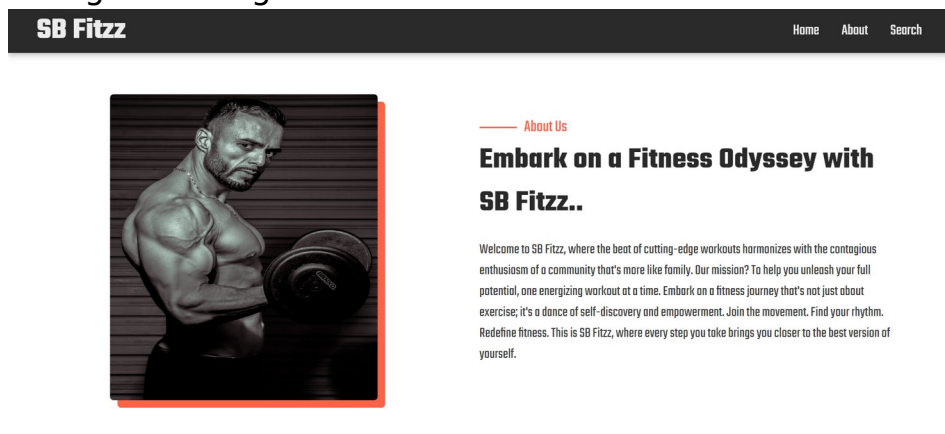 SB Fitzz
Home About Search
About Us
Embark on a Fitness Odyssey with
SB Fitzz..
Welcome to SB Fitzz, where the beat of cutting-edge workouts harmonizes with the contagious
enthusiasm of a community that's more like family. Our mission? To help you unleash your full
potential, one energizing workout at a time. Embark on a fitness journey that's not just about
exercise; it's a dance of self-discovery and empowerment. Join the movement. Find your rhythm.
Redefine fitness. This is SB Fitzz, where every step you take brings you closer to the best version of
yourself.